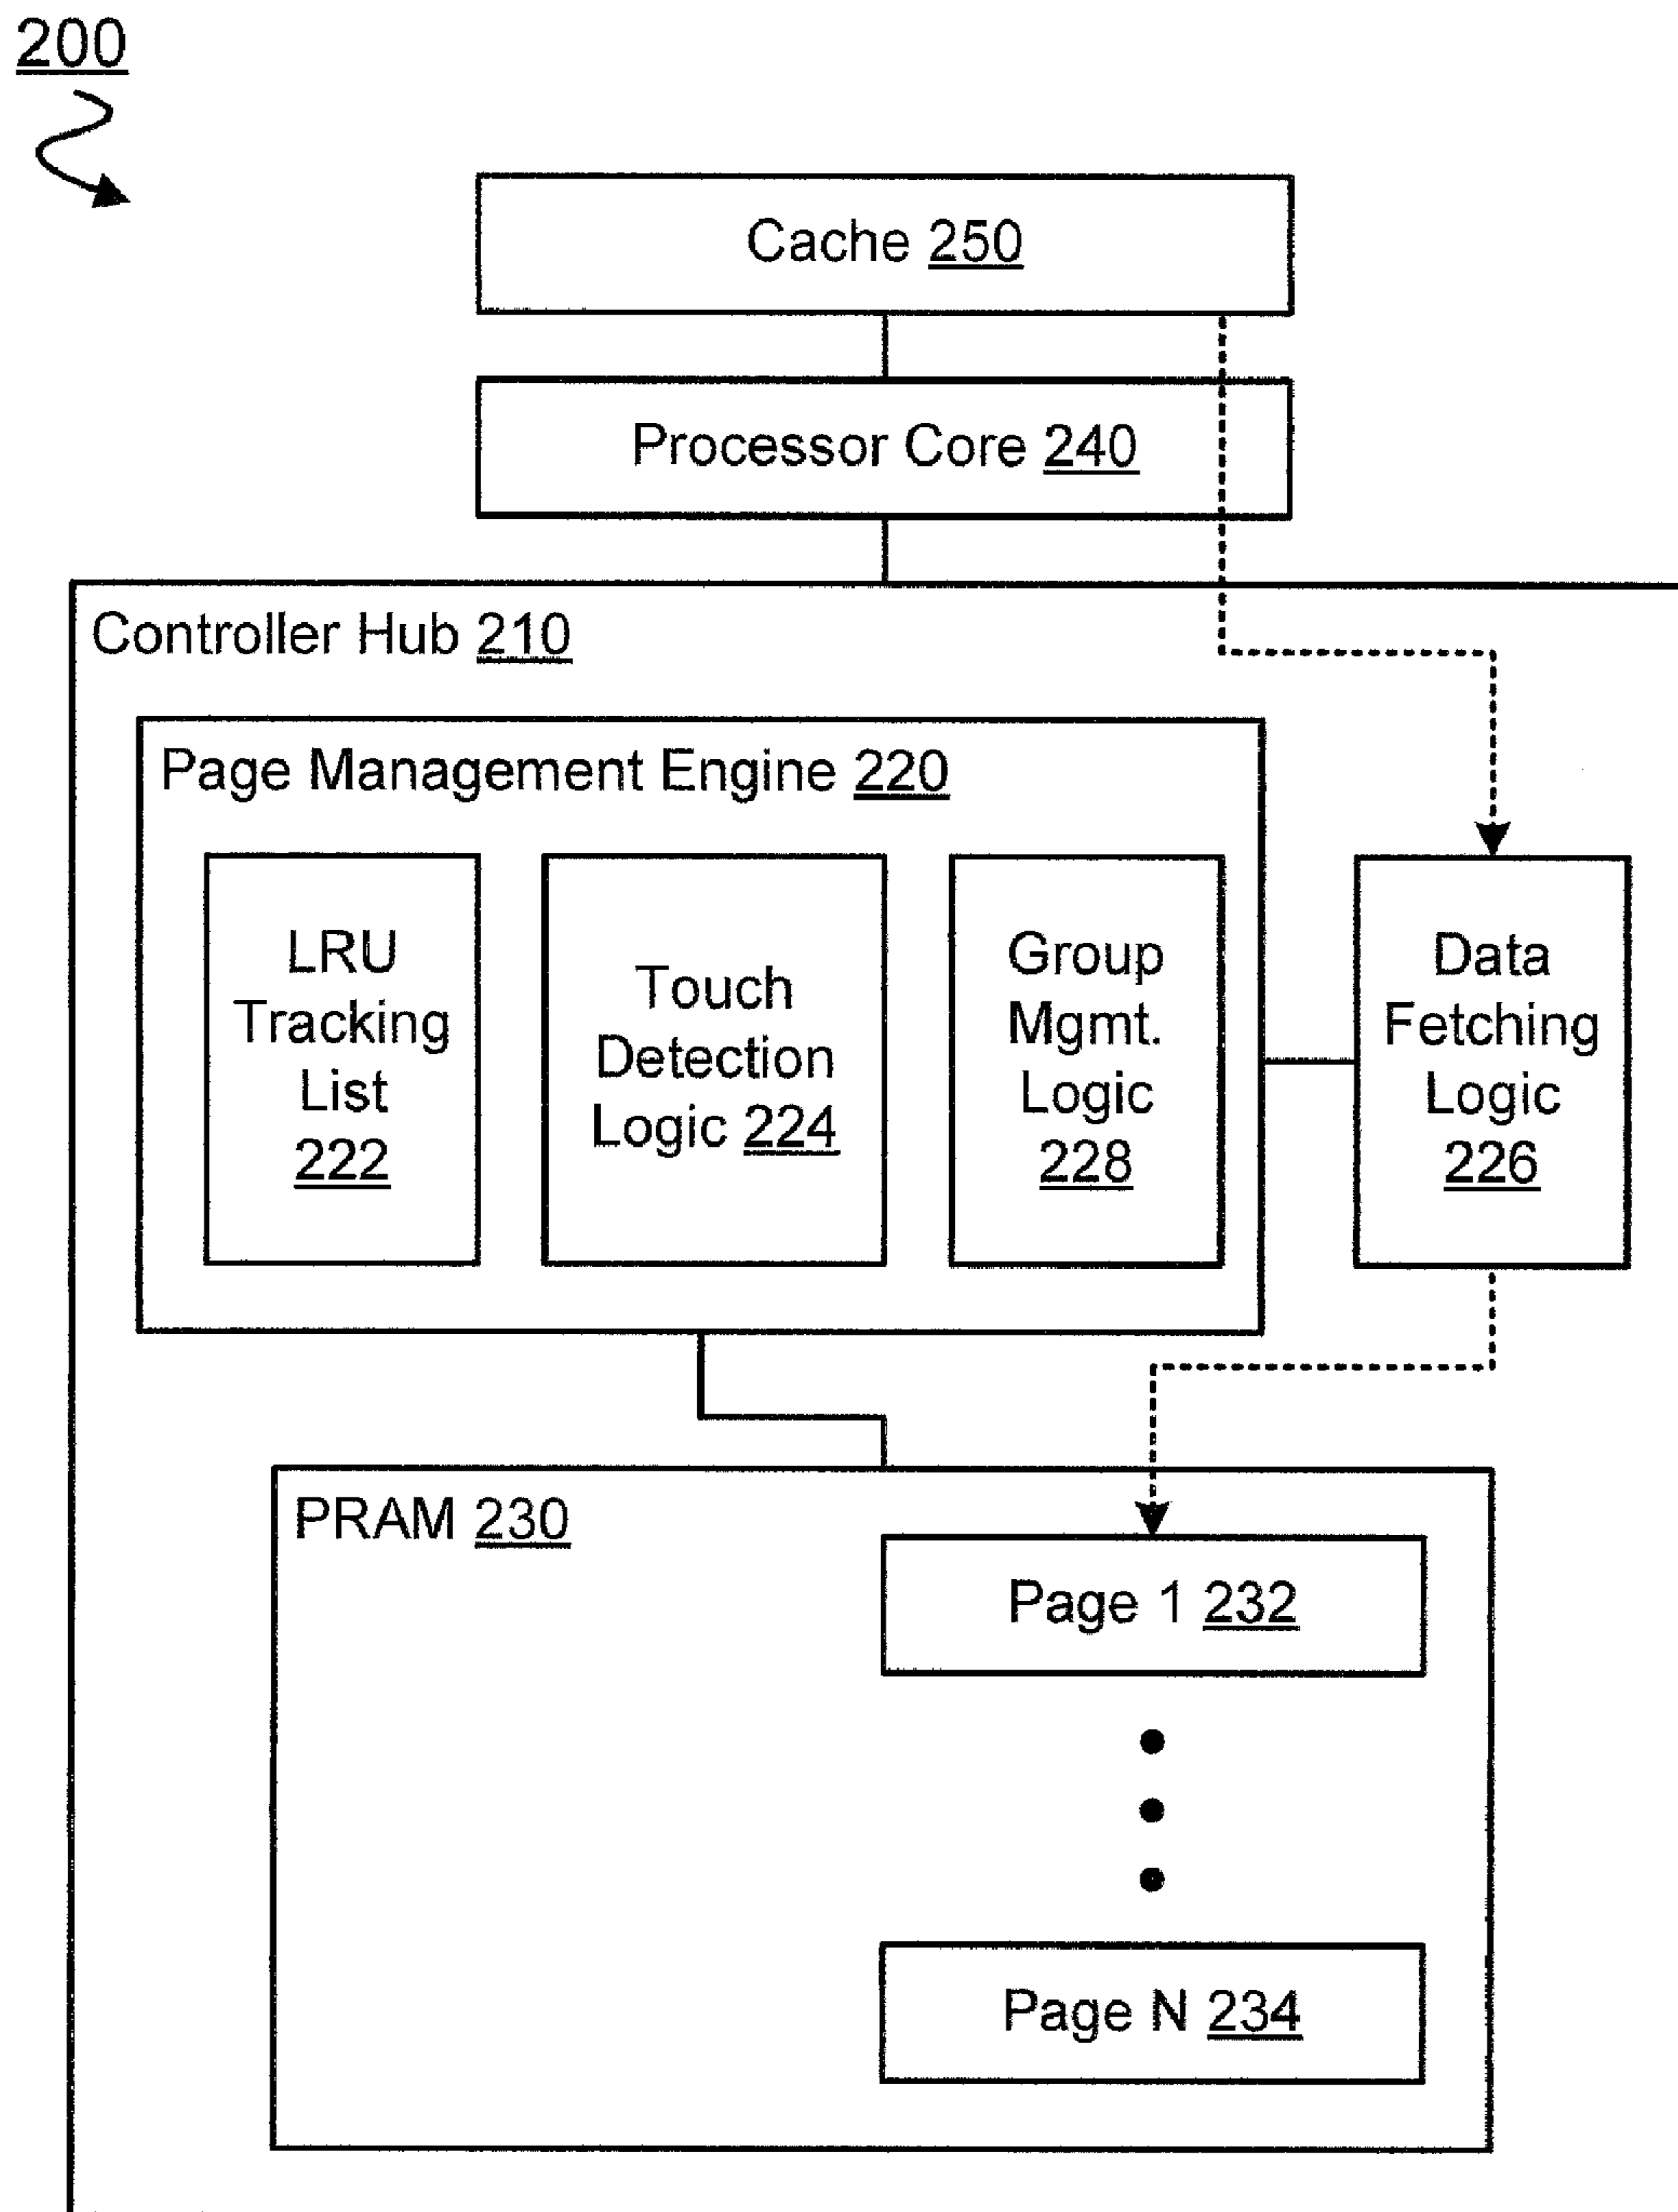 200
Cache 250
Processor Core 240
Controller Hub 210
Page Management Engine 220
LRU
Tracking
List
222
Touch
Detection
Logic 224
Group
Mgmt.
Logic
228
Data
Fetching
Logic
226
PRAM 230
Page 1 232
Page N 234